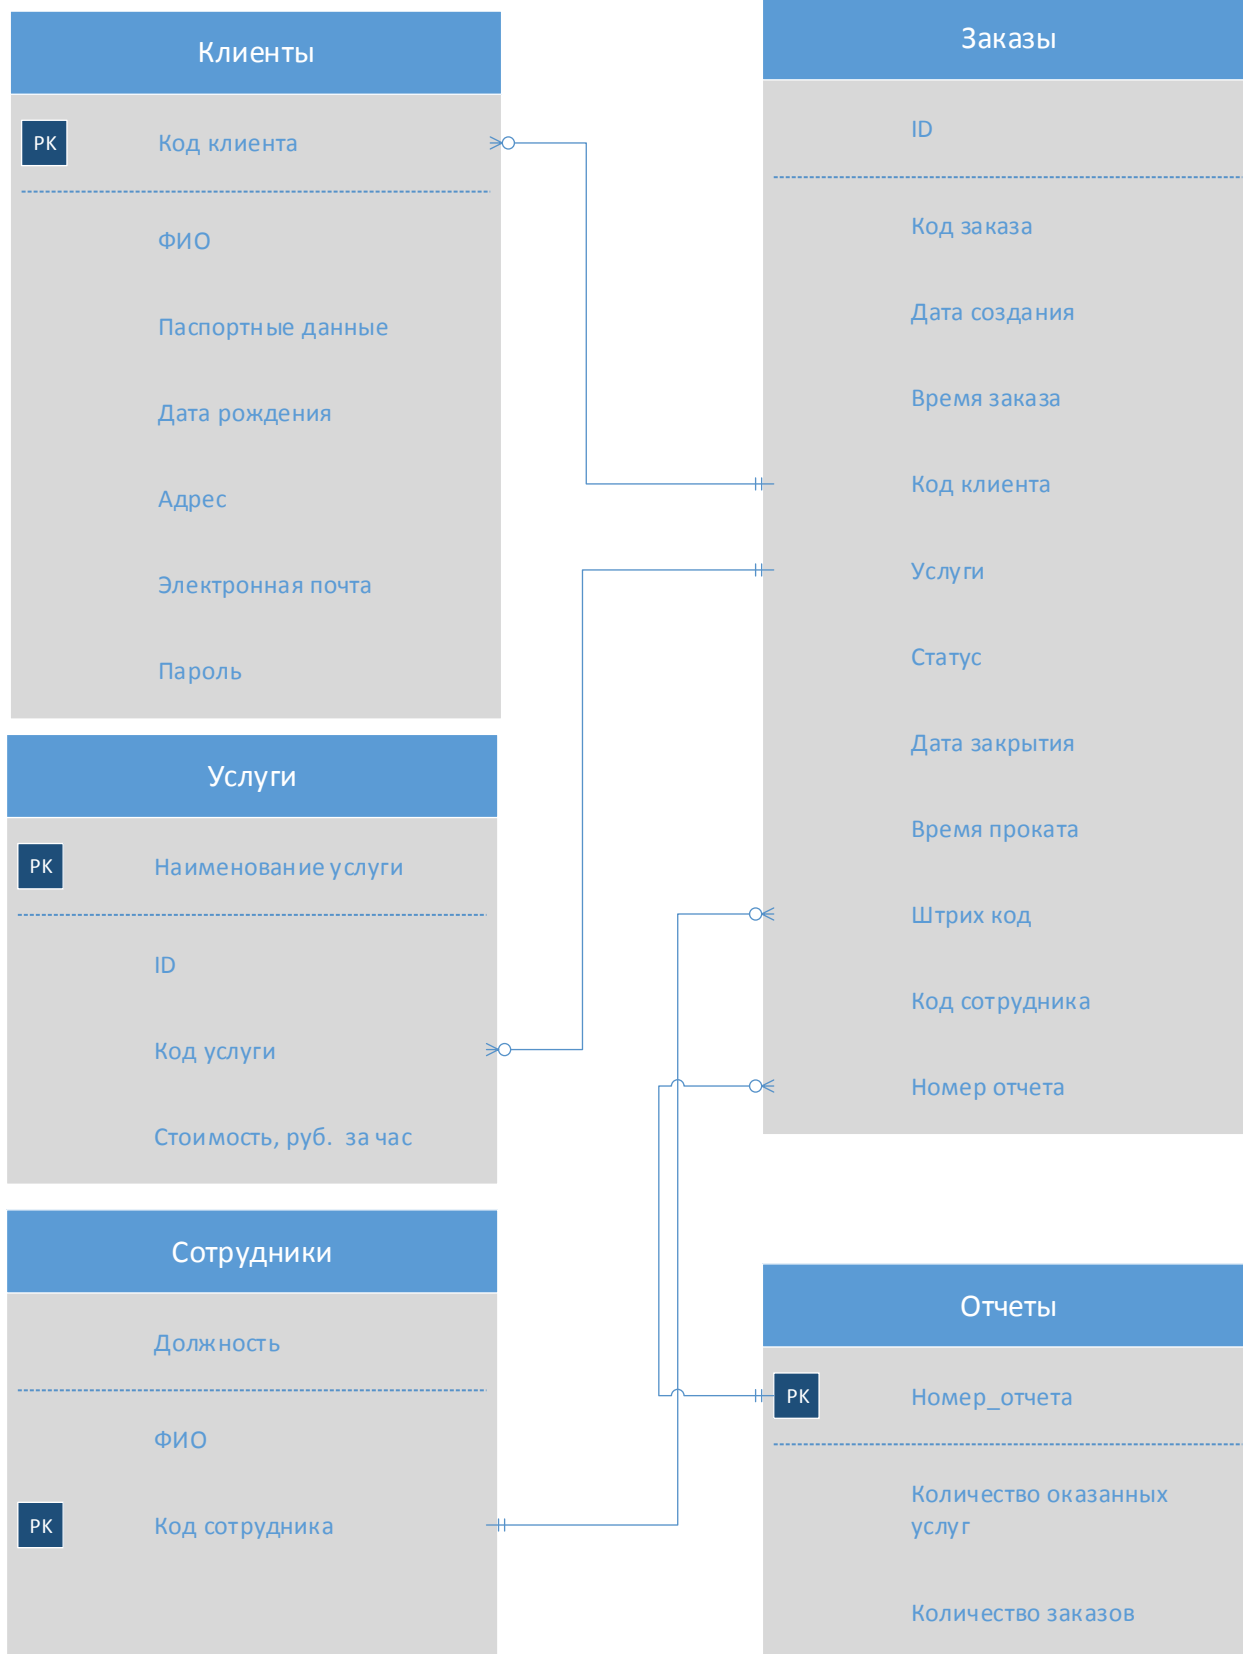 Клиенты
PK
Код клиента
ФИО
Паспортные данные
Дата рождения
Адрес
Электронная почта
Пароль
Услуги
PK
Наименование услуги
ID
Код услуги
Стоимость, руб. за час
Сотрудники
Должность
ФИО
PK
Код сотрудника
Заказы
ID
Код заказа
Дата создания
Время заказа
Код клиента
Услуги
Статус
Дата закрытия
Время проката
Штрих код
Код сотрудника
Номер отчета
Отчеты
PK
Номер_отчета
Количество оказанных
услуг
Количество заказов